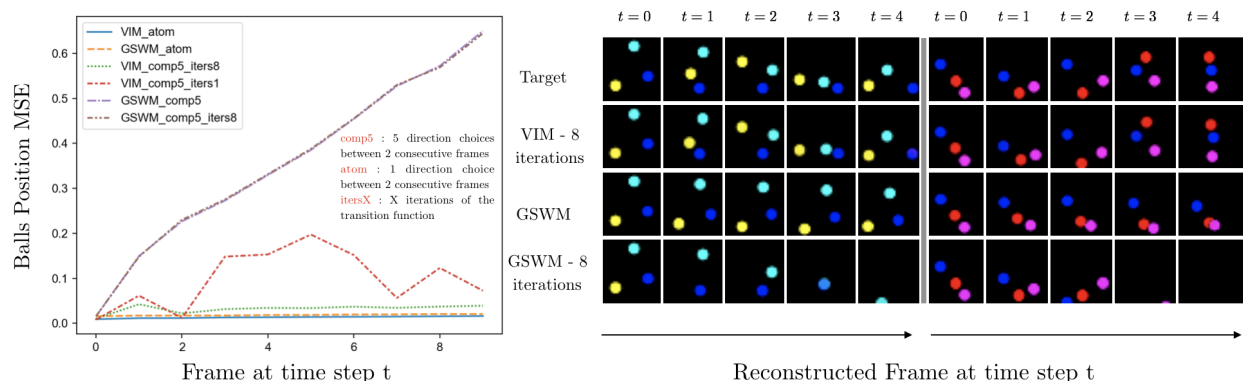 Balls Position MSE
0.6
0.5
0.4
0.3
0.2
0.1
0.0
VIM_atom
GSWM_atom
VIM_comp5_iters8
VIM_comp5_iters1
GSWM_comp5
GSWM_comp5_iters8
comp5 : 5 direction choices
between 2 consecutive frames
atom : 1 direction choice
between 2 consecutive frames
itersX : X iterations of the
transition function
0 2 4 6 8
Frame at time step t
t = 0 t = 1 t = 2 t = 3 t = 4 t = 0 t = 1 t = 2 t = 3 t = 4
Target
VIM - 8
iterations
GSWM
GSWM - 8
iterations
Reconstructed Frame at time step t